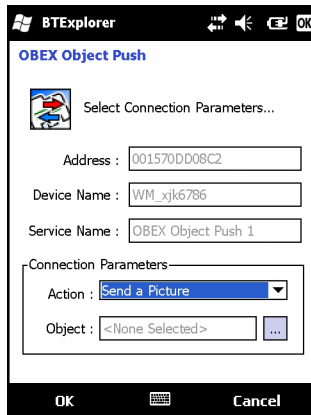 BTExplorer OK
OBEX Object Push
Select Connection Parameters...
Address : 001570DD08C2
Device Name : WM_xjk6786
Service Name : OBEX Object Push 1
Connection Parameters
Action : Send a Picture
Object : <None Selected> ...
OK Cancel